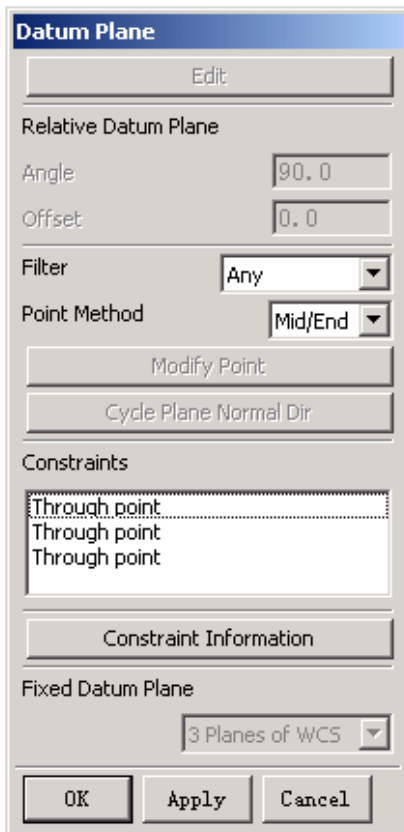 Datum Plane
Edit
Relative Datum Plane
Angle 90.0
Offset 0.0
Filter Any
Point Method Mid/End
Modify Point
Cycle Plane Normal Dir
Constraints
Through point
Through point
Through point
Constraint Information
Fixed Datum Plane
3 Planes of WCS
OK Apply Cancel